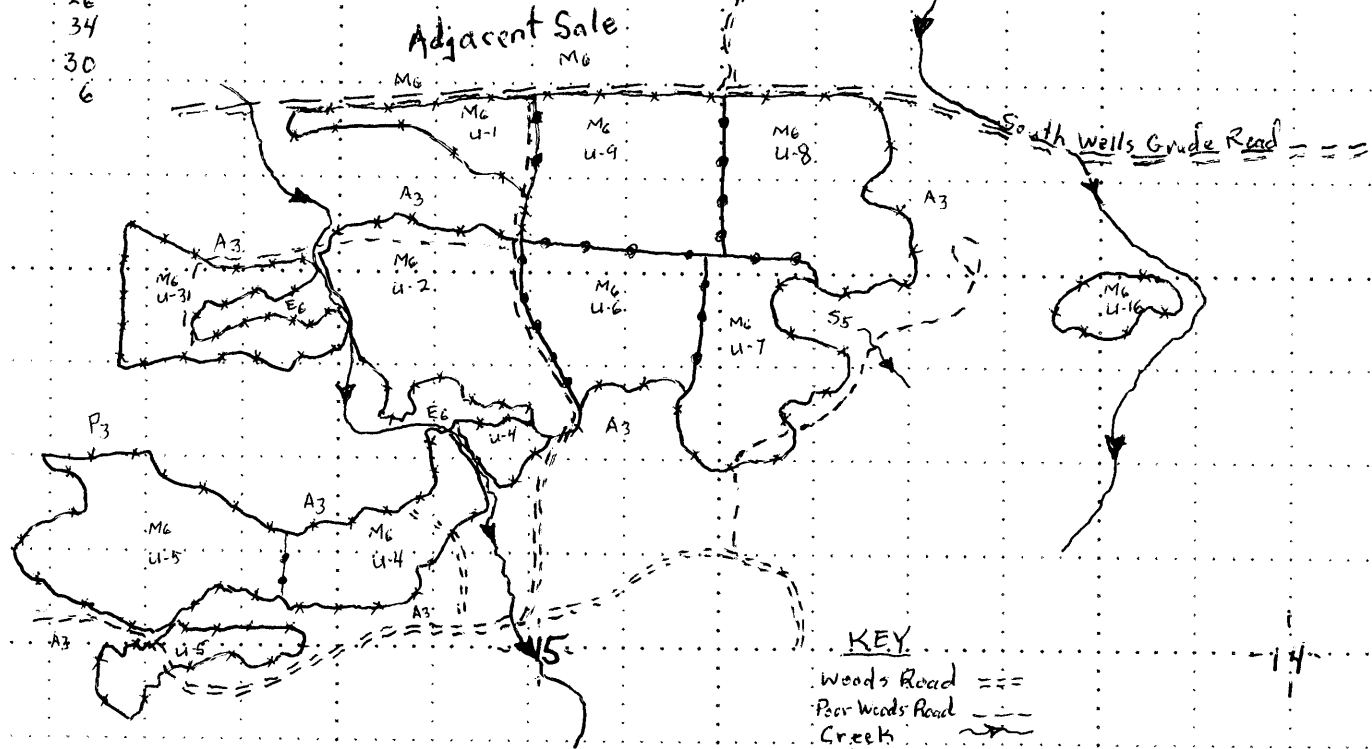 34
30
6
Adjacent Sale
M6
M6
M6
U-1
M6
U-9
M6
U-8
South Wells Grude Road
A3
A3
A3
M6
U-31
E6
M6
U-2
M6
U-6
M6
U-7
S5
M6
U-16
P3
E6
U-4
A3
A3
M6
U-5
M6
U-4
A3
A3
U-5
15
14
KEY
Woods Road
Poor Woods Road
Creek